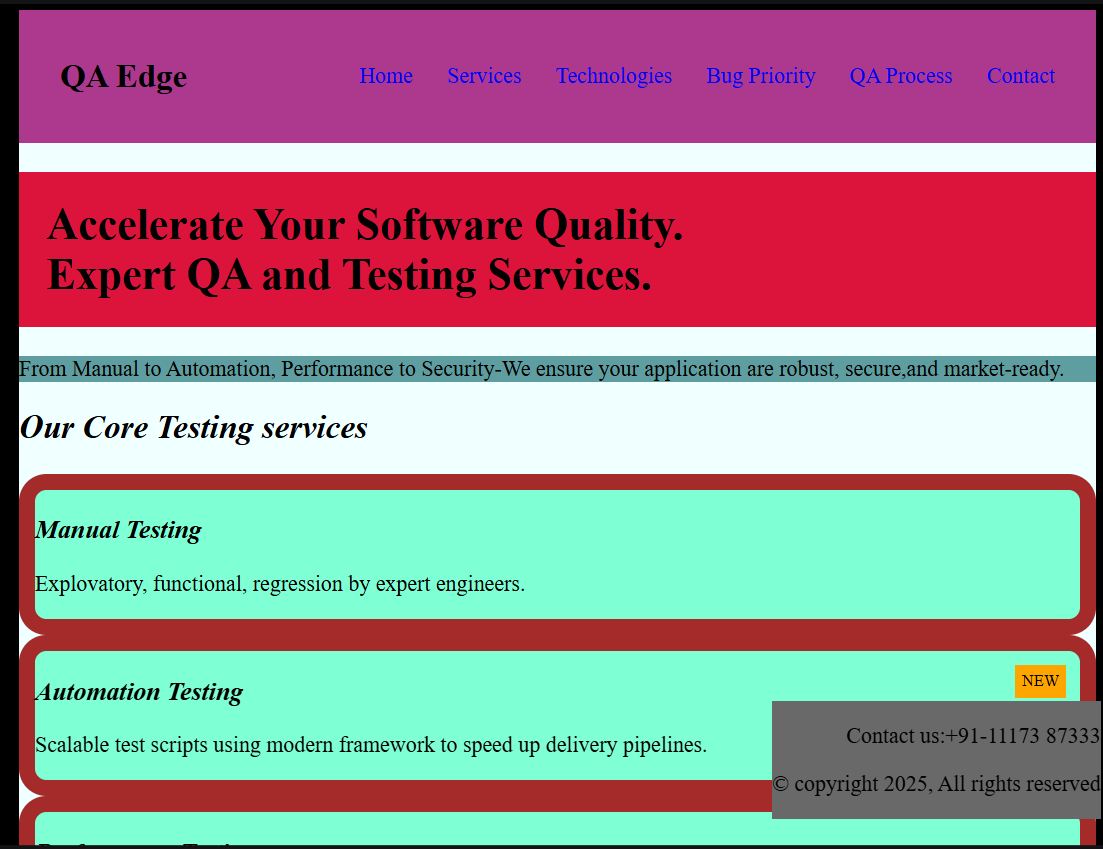 QA Edge
Home Services Technologies Bug Priority QA Process Contact
Accelerate Your Software Quality.
Expert QA and Testing Services.
From Manual to Automation, Performance to Security-We ensure your application are robust, secure,and market-ready.
Our Core Testing services
Manual Testing
Explovatory, functional, regression by expert engineers.
NEW
Automation Testing
Scalable test scripts using modern framework to speed up delivery pipelines.
Contact us:+91-11173 87333
© copyright 2025, All rights reserved